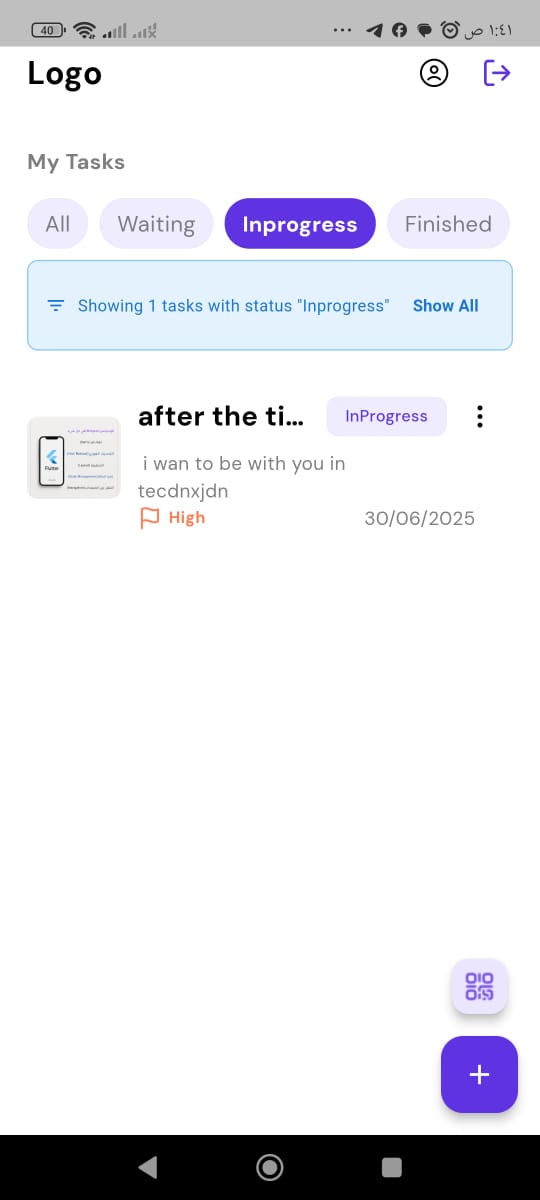 40
١:٤١ ص
Logo
My Tasks
All Waiting Inprogress Finished
Showing 1 tasks with status "Inprogress" Show All
after the ti... InProgress
i wan to be with you in
tecdnxjdn
High 30/06/2025
Flutter